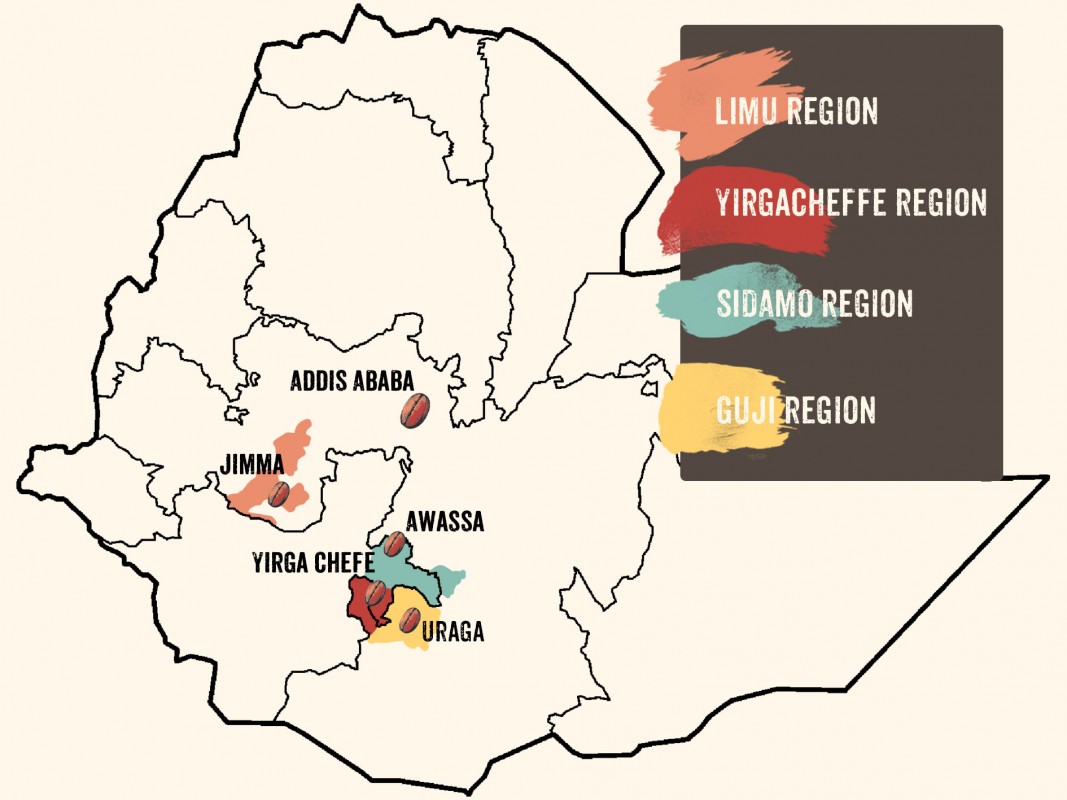 LIMU REGION
YIRGACHEFFE REGION
SIDAMO REGION
GUJI REGION
ADDIS ABABA
JIMMA
AWASSA
YIRGA CHEFE
URAGA